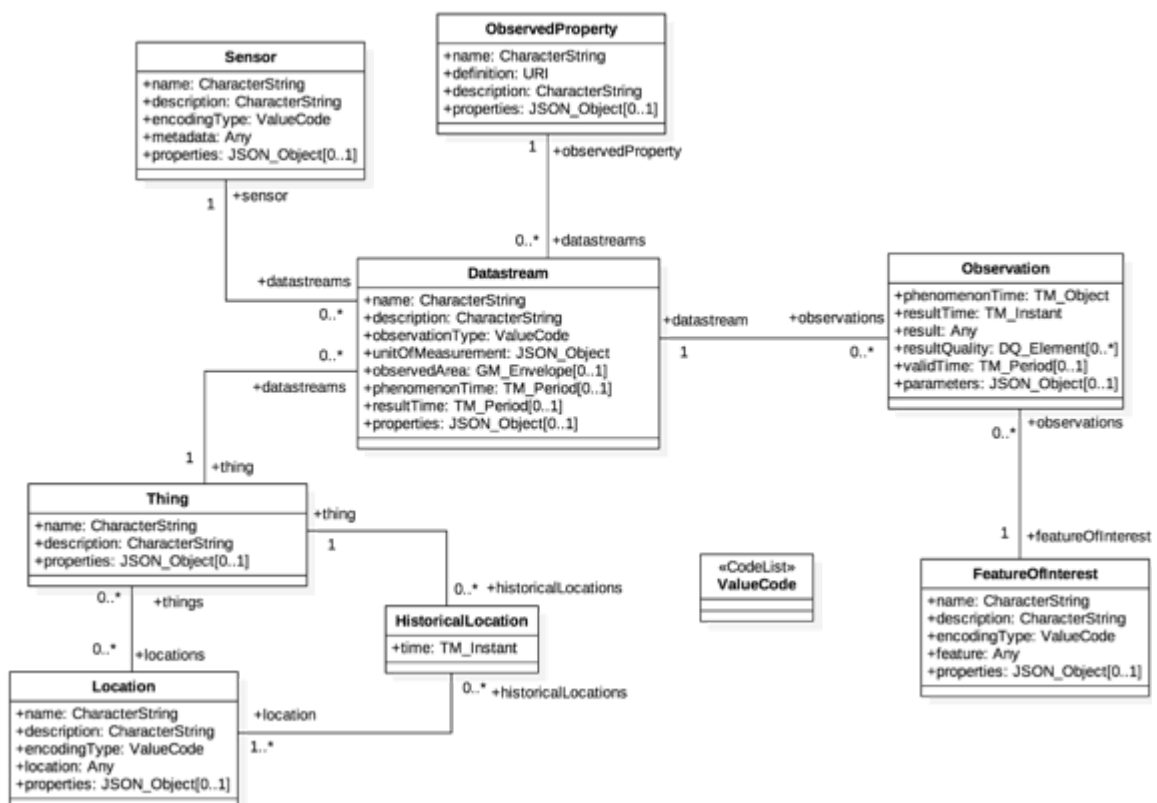 ObservedProperty
+name: CharacterString
+definition: URI
+description: CharacterString
+properties: JSON_Object[0..1]
Sensor
+name: CharacterString
+description: CharacterString
+encodingType: ValueCode
+metadata: Any
+properties: JSON_Object[0..1]
1 +observedProperty
1 +sensor
0..* +datastreams
+datastreams
0..*
Datastream
+name: CharacterString
+description: CharacterString
+observationType: ValueCode
+unitOfMeasurement: JSON_Object
+observedArea: GM_Envelope[0..1]
+phenomenonTime: TM_Period[0..1]
+resultTime: TM_Period[0..1]
+properties: JSON_Object[0..1]
+datastream
1
+observations
0..*
Observation
+phenomenonTime: TM_Object
+resultTime: TM_Instant
+result: Any
+resultQuality: DQ_Element[0..*]
+validTime: TM_Period[0..1]
+parameters: JSON_Object[0..1]
0..*
+datastreams
0..* +observations
1 +thing
Thing
+name: CharacterString
+description: CharacterString
+properties: JSON_Object[0..1]
+thing
1
1 +featureOfInterest
0..* +historicalLocations
«CodeList»
ValueCode
FeatureOfInterest
+name: CharacterString
+description: CharacterString
+encodingType: ValueCode
+feature: Any
+properties: JSON_Object[0..1]
0..* +things
HistoricalLocation
+time: TM_Instant
0..* +locations
0..* +historicalLocations
Location
+name: CharacterString
+description: CharacterString
+encodingType: ValueCode
+location: Any
+properties: JSON_Object[0..1]
+location
1..*